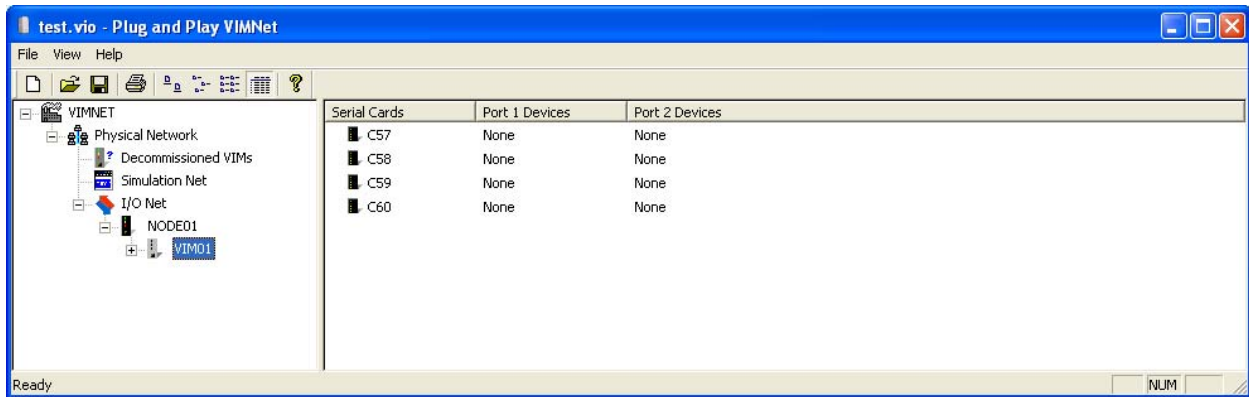 test.vio - Plug and Play VIMNet
File View Help
VIMNET
Physical Network
Decommissioned VIMs
Simulation Net
I/O Net
NODE01
VIM01
Serial Cards Port 1 Devices Port 2 Devices
C57 None None
C58 None None
C59 None None
C60 None None
Ready NUM